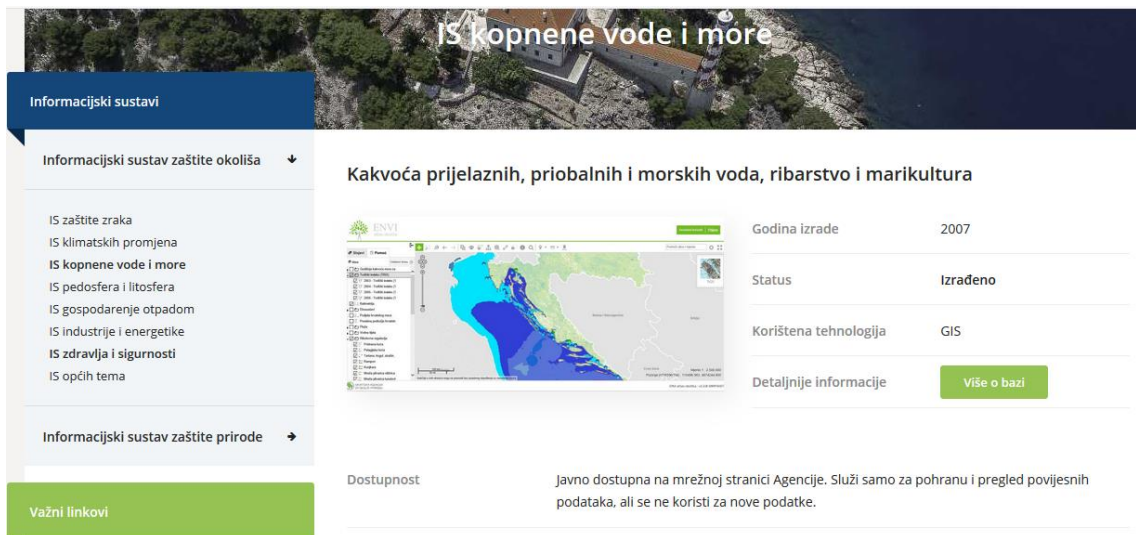 IS kopnene vode i more
Informacijski sustavi
Informacijski sustav zaštite okoliša
IS zaštite zraka
IS klimatskih promjena
IS kopnene vode i more
IS pedosfera i litosfera
IS gospodarenje otpadom
IS industrije i energetike
IS zdravlja i sigurnosti
IS općih tema
Informacijski sustav zaštite prirode
Važni linkovi
Kakvoća prijelaznih, priobalnih i morskih voda, ribarstvo i marikultura
ENVI
Godina izrade 2007
Status Izrađeno
Korištena tehnologija GIS
Detaljnije informacije Više o bazi
Dostupnost Javno dostupna na mrežnoj stranici Agencije. Služi samo za pohranu i pregled povijesnih
podataka, ali se ne koristi za nove podatke.